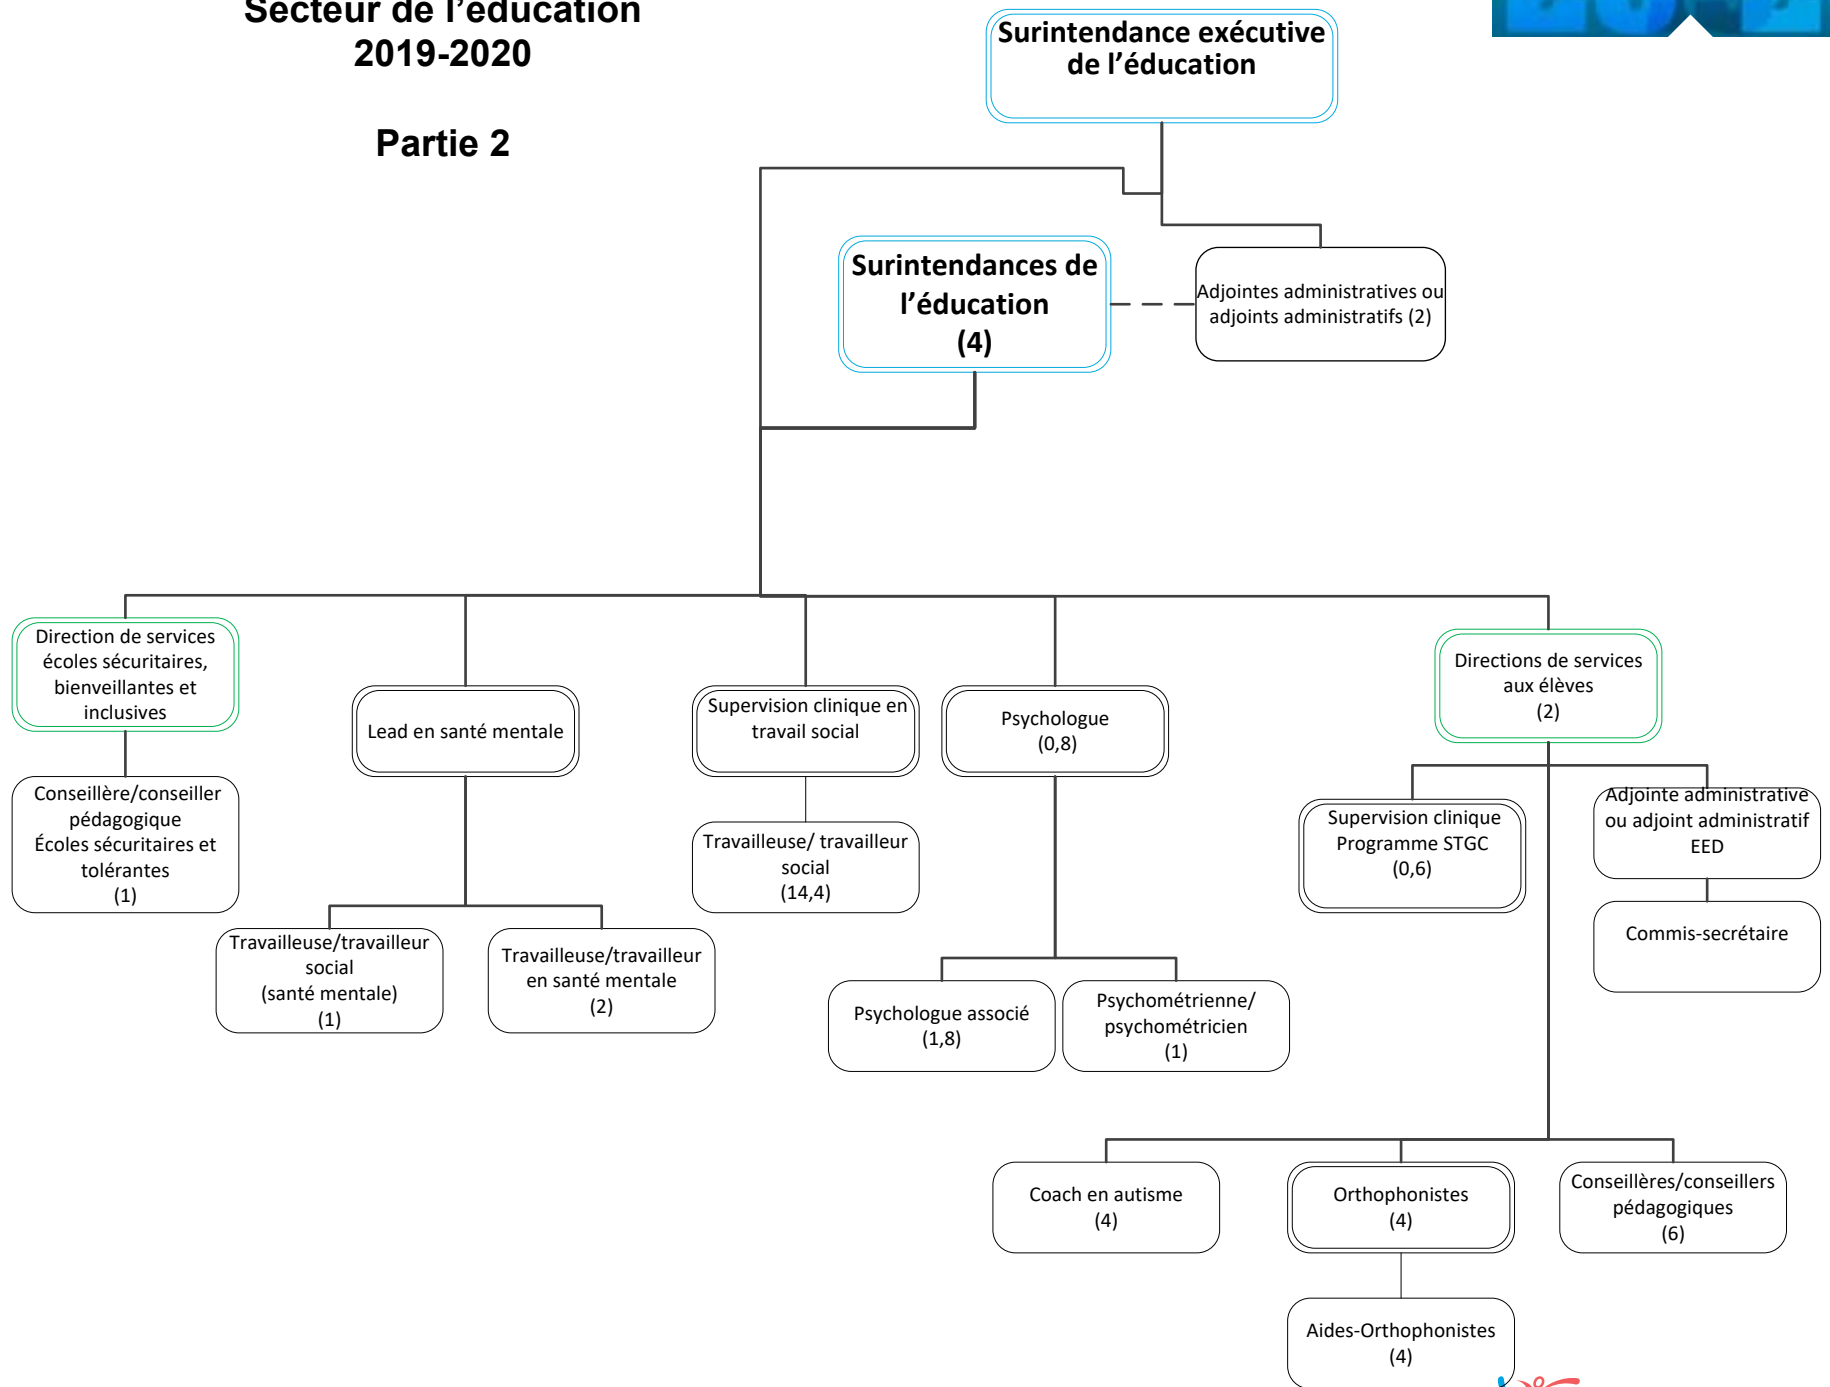 Secteur de l’éducation
2019-2020
Partie 2
Surintendance exécutive
de l’éducation
Surintendances de
l’éducation
(4)
Adjointes administratives ou
adjoints administratifs (2)
Direction de services
écoles sécuritaires,
bienveillantes et
inclusives
Lead en santé mentale
Supervision clinique en
travail social
Psychologue
(0,8)
Directions de services
aux élèves
(2)
Conseillère/conseiller
pédagogique
Écoles sécuritaires et
tolérantes
(1)
Travailleuse/ travailleur
social
(14,4)
Supervision clinique
Programme STGC
(0,6)
Adjointe administrative
ou adjoint administratif
EED
Commis-secrétaire
Travailleuse/travailleur
social
(santé mentale)
(1)
Travailleuse/travailleur
en santé mentale
(2)
Psychologue associé
(1,8)
Psychométrienne/
psychométricien
(1)
Coach en autisme
(4)
Orthophonistes
(4)
Conseillères/conseillers
pédagogiques
(6)
Aides-Orthophonistes
(4)